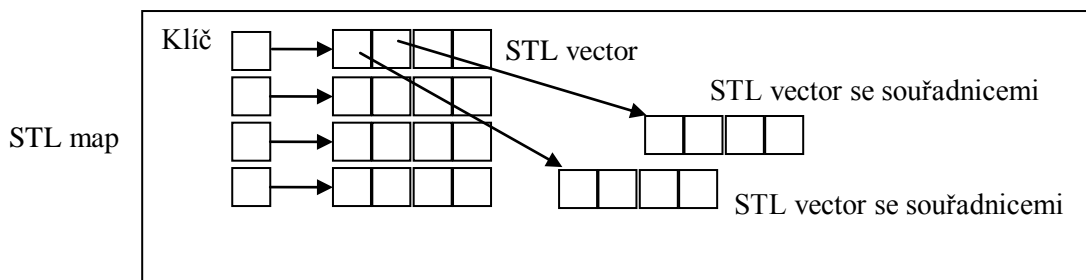 Klíč
STL vector
STL vector se souřadnicemi
STL map
STL vector se souřadnicemi